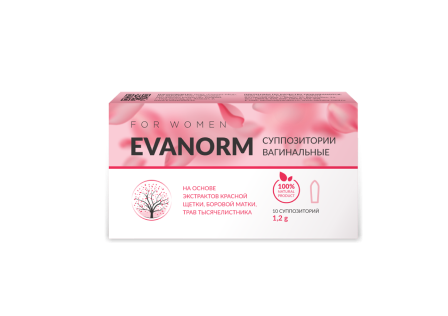 FOR WOMEN
EVANORM
СУППОЗИТОРИИ
ВАГИНАЛЬНЫЕ
НА ОСНОВЕ
ЭКСТРАКТОВ КРАСНОЙ
ЩЕТКИ, БОРОВОЙ МАТКИ,
ТРАВ ТЫСЯЧЕЛИСТНИКА
100%
NATURAL
PRODUCT
10 СУППОЗИТОРИЙ
1,2 g